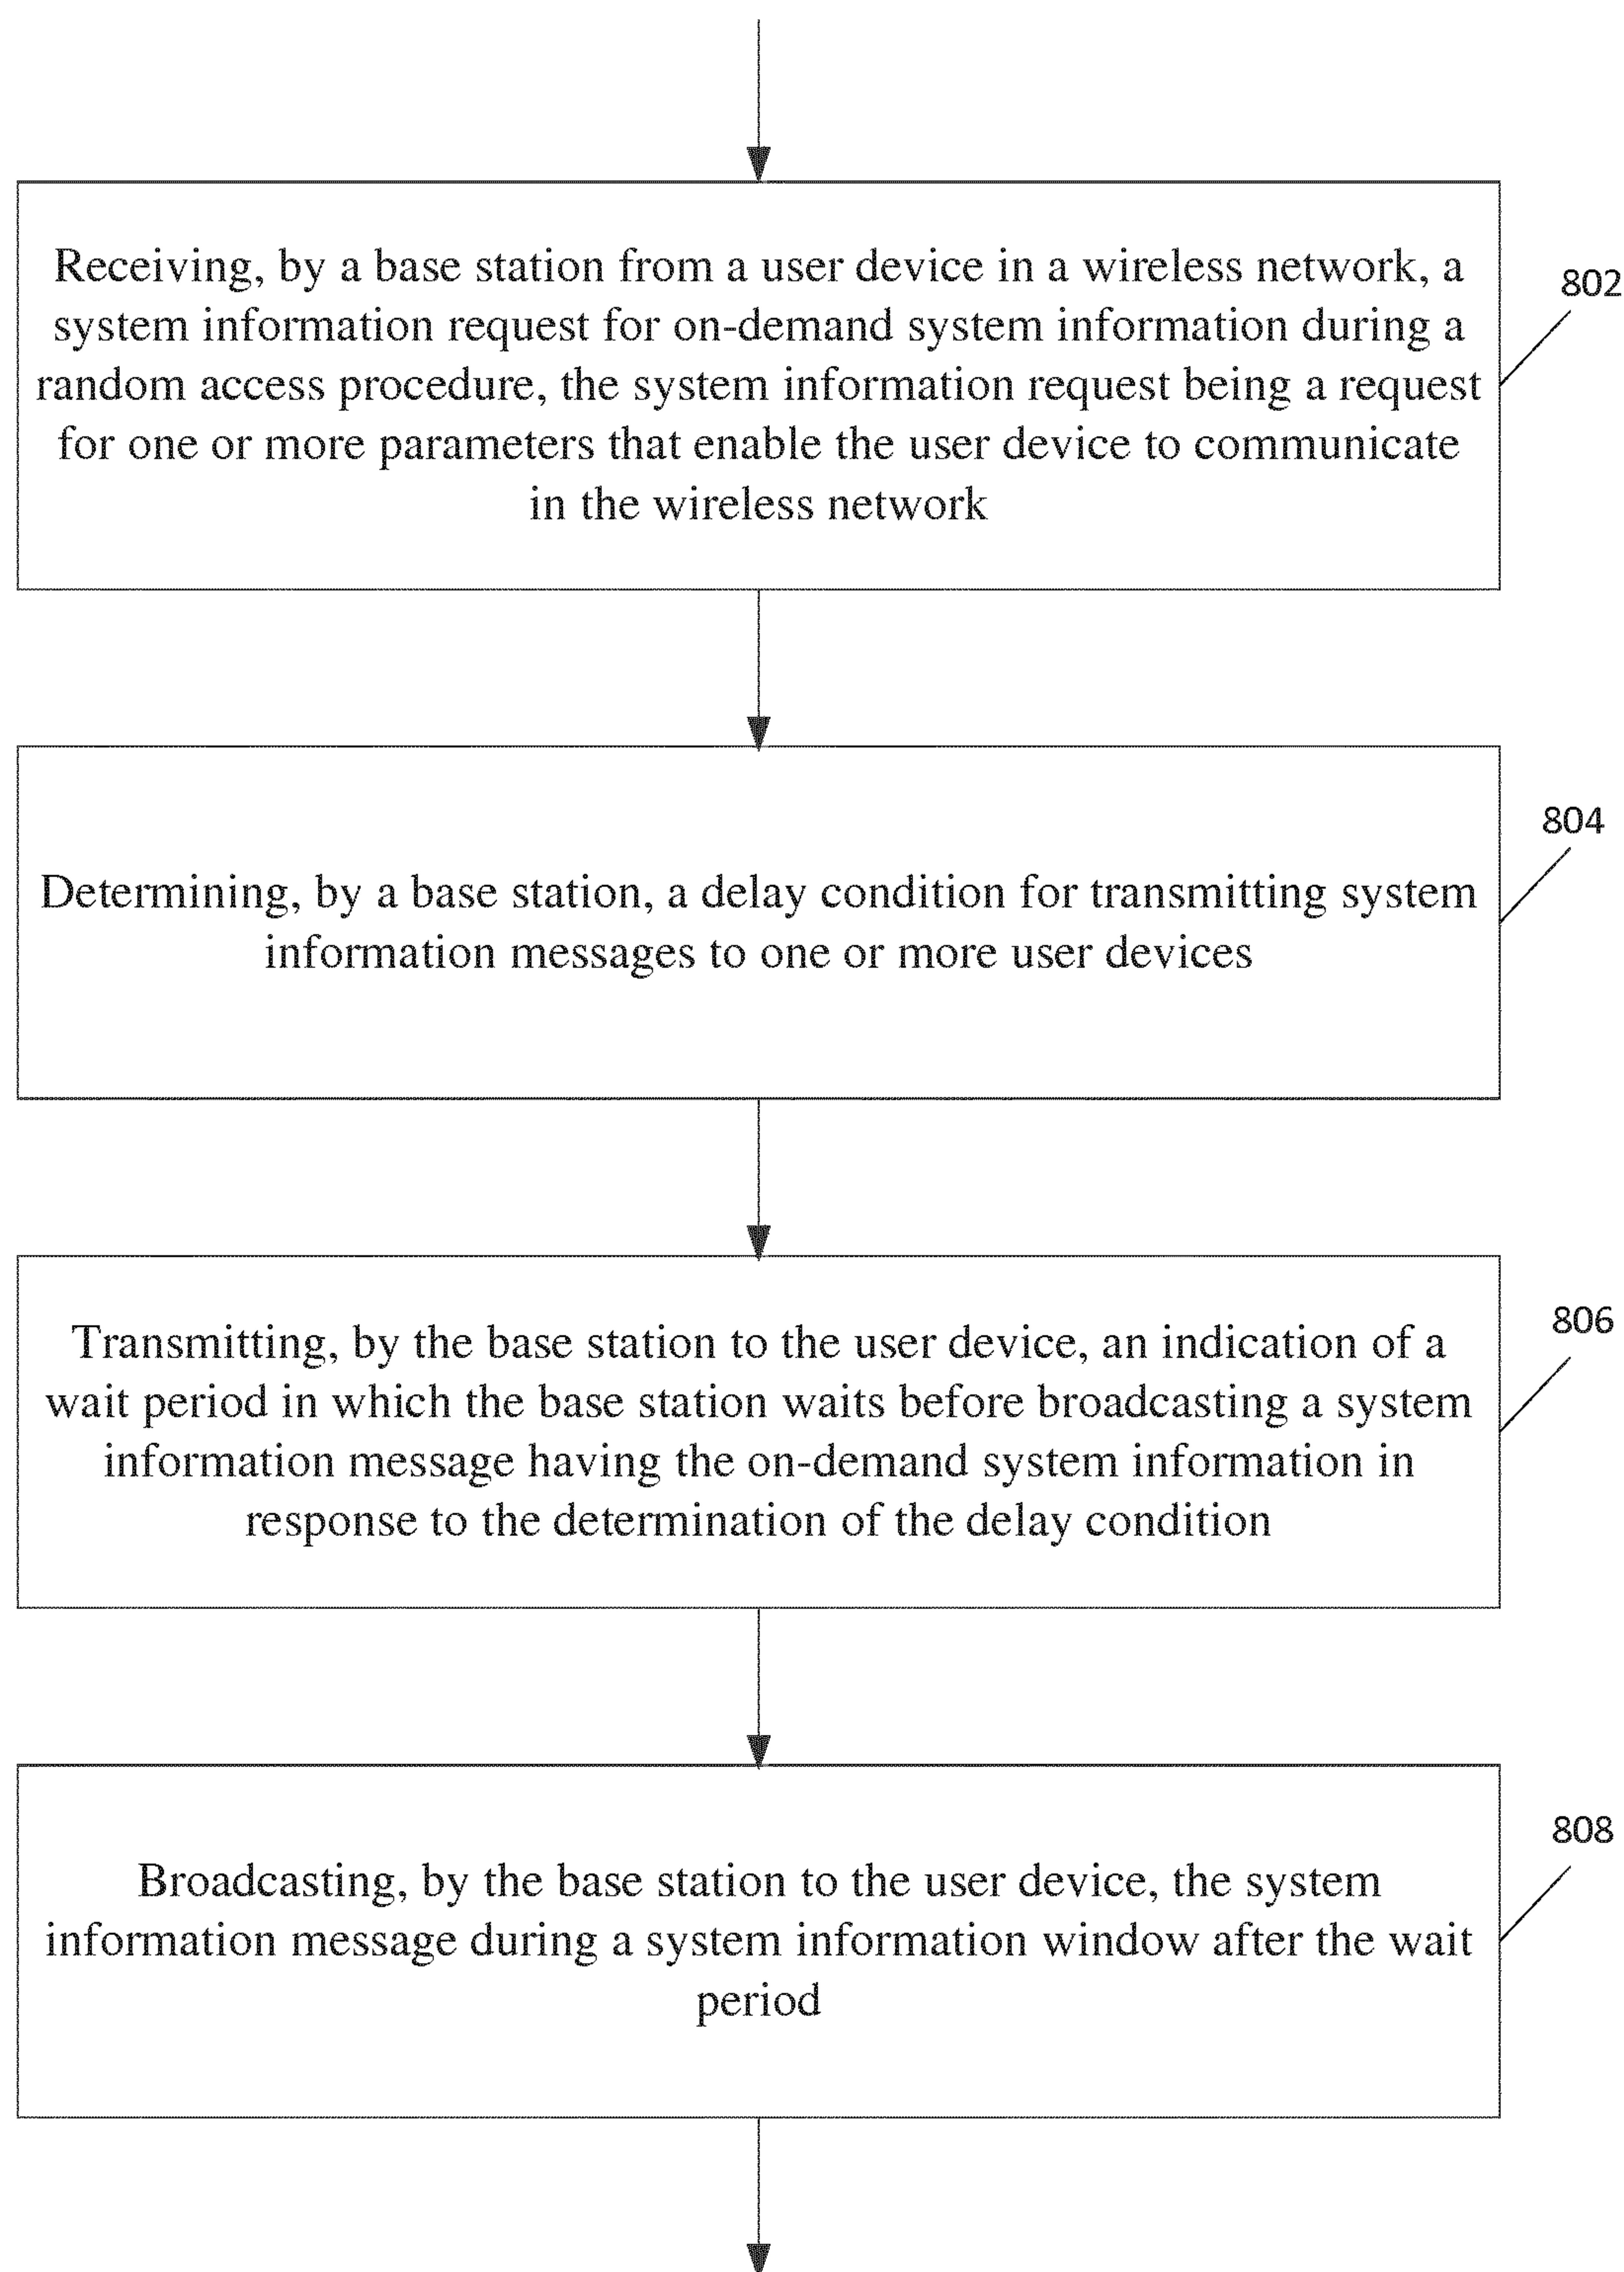 Receiving, by a base station from a user device in a wireless network, a
system information request for on-demand system information during a
random access procedure, the system information request being a request
for one or more parameters that enable the user device to communicate
in the wireless network
802
Determining, by a base station, a delay condition for transmitting system
information messages to one or more user devices
804
Transmitting, by the base station to the user device, an indication of a
wait period in which the base station waits before broadcasting a system
information message having the on-demand system information in
response to the determination of the delay condition
806
Broadcasting, by the base station to the user device, the system
information message during a system information window after the wait
period
808